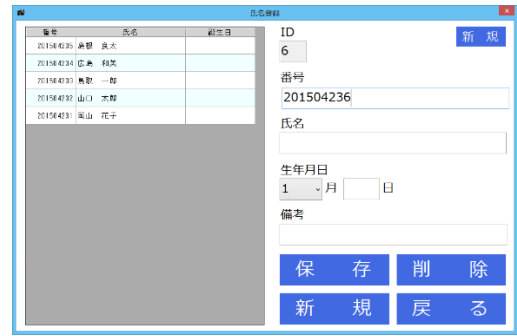 氏名登録
番号 氏名 誕生日
201504235 島根 良太
201504234 広島 和美
201504233 鳥取 一郎
201504232 山口 太郎
201504231 岡山 花子
ID
新 規
6
番号
201504236
氏名
生年月日
1 月 日
備考
保 存 削 除
新 規 戻 る